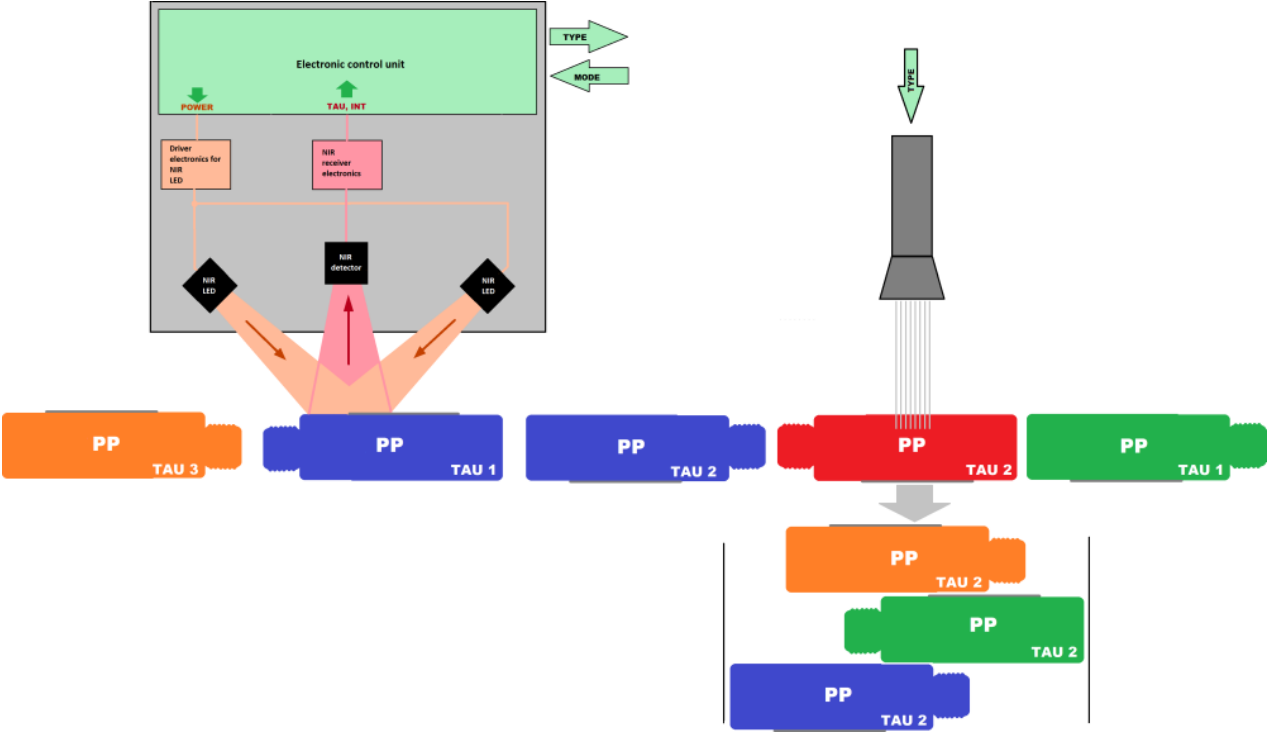 Electronic control unit
POWER
TAU, INT
TYPE
MODE
Driver
electronics for
NIR
LED
NIR
receiver
electronics
NIR
LED
NIR
detector
NIR
LED
TYPE
PP
TAU 3
PP
TAU 1
PP
TAU 2
PP
TAU 2
PP
TAU 1
PP
TAU 2
PP
TAU 2
PP
TAU 2